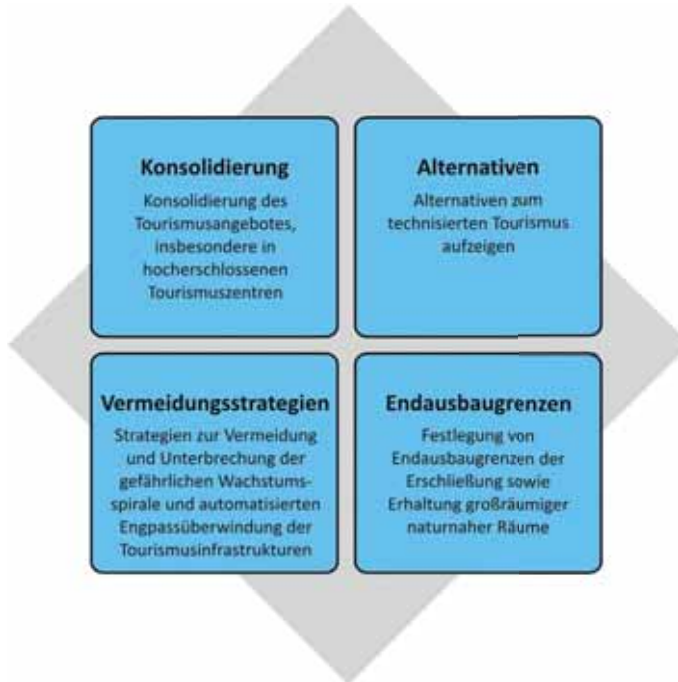 Konsolidierung
Konsolidierung des
Tourismusangebotes,
insbesondere in
hocherschlossenen
Tourismuszentren
Alternativen
Alternativen zum
technisierten Tourismus
aufzeigen
Vermeidungsstrategien
Strategien zur Vermeidung
und Unterbrechung der
gefährlichen Wachstums-
spirale und automatisierten
Engpassüberwindung der
Tourismusinfrastrukturen
Endausbaugrenzen
Festlegung von
Endausbaugrenzen der
Erschließung sowie
Erhaltung großräumiger
naturnaher Räume